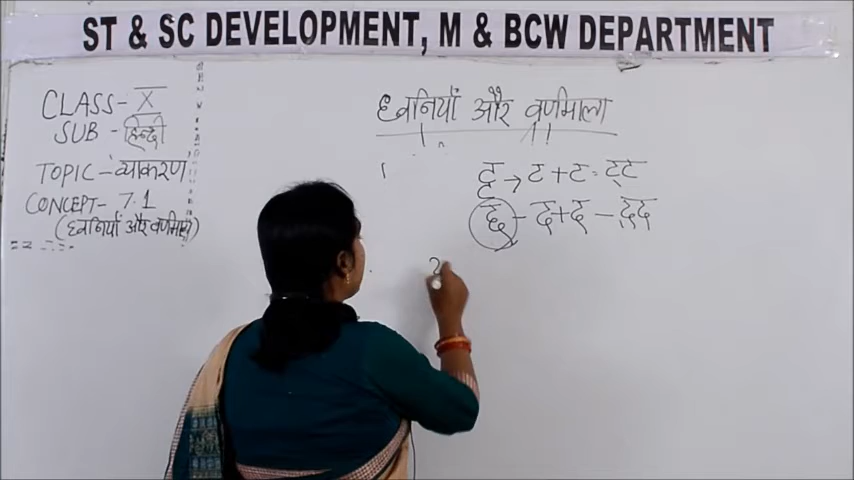 ST & SC DEVELOPMENT, M & BCW DEPARTMENT
CLASS - X
SUB - हिन्दी
TOPIC - व्याकरण
CONCEPT - 7.1
(ध्वनियाँ और वर्णमाला)
ध्वनियाँ और वर्णमाला
ट्ट → ट + ट = ट्ट
द्द - द + द - द्द